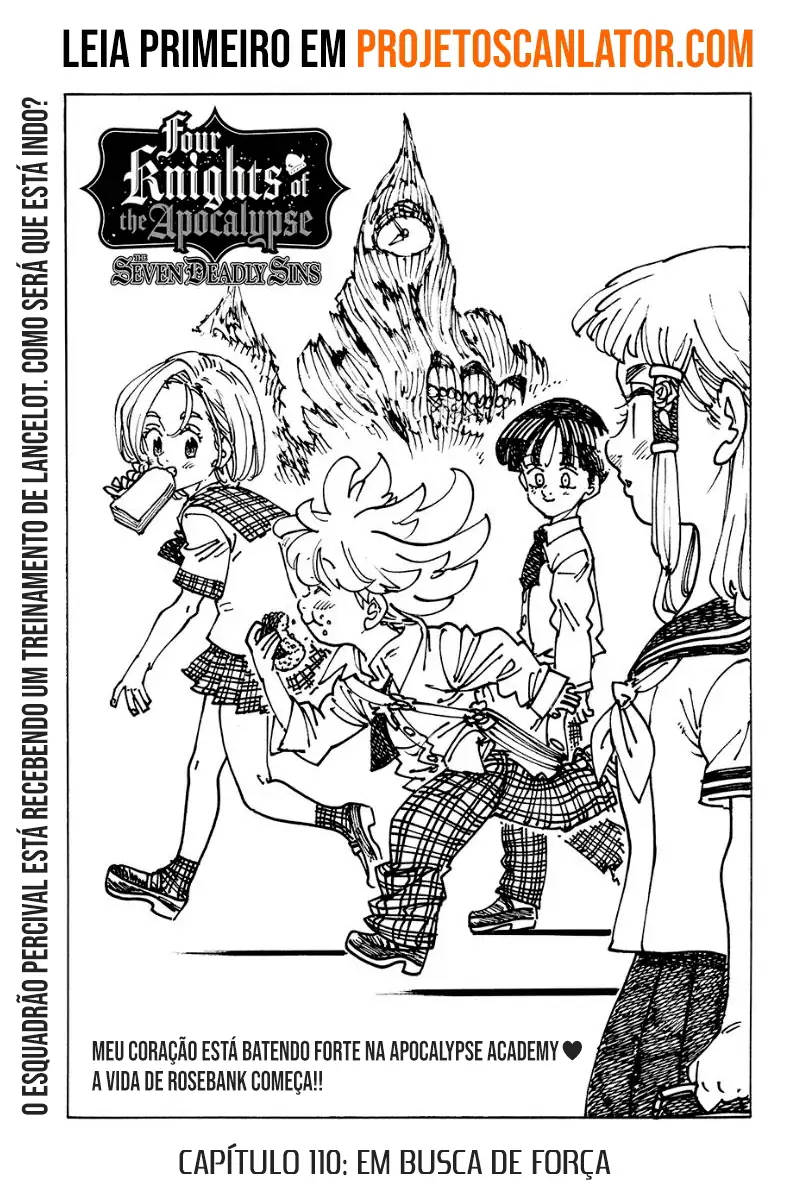 LEIA PRIMEIRO EM PROJETOSCANLATOR.COM
O ESQUADRÃO PERCIVAL ESTÁ RECEBENDO UM TREINAMENTO DE LANCELOT. COMO SERÁ QUE ESTÁ INDO?
Four
Knights of
the Apocalypse
THE
SEVEN DEADLY SINS
MEU CORAÇÃO ESTÁ BATENDO FORTE NA APOCALYPSE ACADEMY ♥
A VIDA DE ROSEBANK COMEÇA!!
CAPÍTULO 110: EM BUSCA DE FORÇA